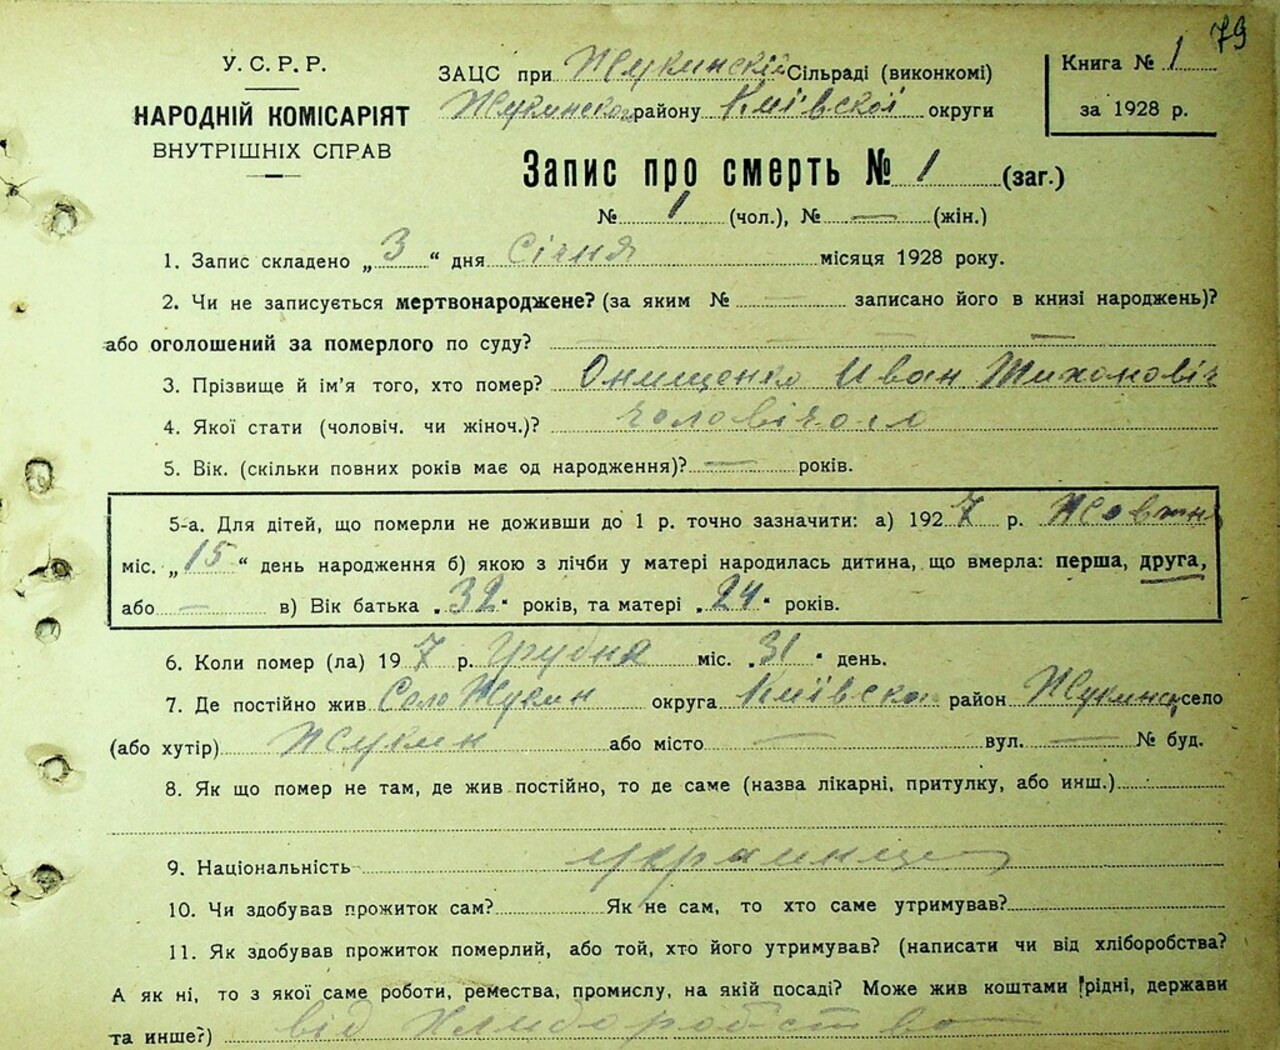 79
У. С. Р. Р.
НАРОДНІЙ КОМІСАРІЯТ
ВНУТРІШНІХ СПРАВ
ЗАЦС при Жукинскій Сільраді (виконкомі)
Жукинского району Київської округи
Книга № 1
за 1928 р.
Запис про смерть № 1 (заг.)
№ 1 (чол.), № — (жін.)
1. Запис складено „3“ дня Січня місяця 1928 року.
2. Чи не записується мертвонароджене? (за яким № — записано його в книзі народжень)?
або оголошений за померлого по суду? — — —
3. Прізвище й ім'я того, хто помер? Онищенко Иван Тихоновіч
4. Якої стати (чоловіч. чи жіноч.)? чоловічого
5. Вік. (скільки повних років має од народження)? — років.
5-а. Для дітей, що померли не доживши до 1 р. точно зазначити: а) 1927 р. Жовтн
міс. „15“ день народження б) якою з лічби у матері народилась дитина, що вмерла: перша, друга,
або — в) Вік батька „32“ років, та матері „24“ років.
6. Коли помер (ла) 197 р. Грудня міс. „31“ день.
7. Де постійно жив Село Жукин округа Київска район Жукинск село
(або хутір) Жукин або місто — вул. — № буд.
8. Як що помер не там, де жив постійно, то де саме (назва лікарні, притулку, або инш.)
9. Національність украинец
10. Чи здобував прожиток сам? Як не сам, то хто саме утримував?
11. Як здобував прожиток померлий, або той, хто його утримував? (написати чи від хліборобства?
А як ні, то з якої саме роботи, ремества, промислу, на якій посаді? Може жив коштами рідні, держави
та инше?) від Хлиборобство